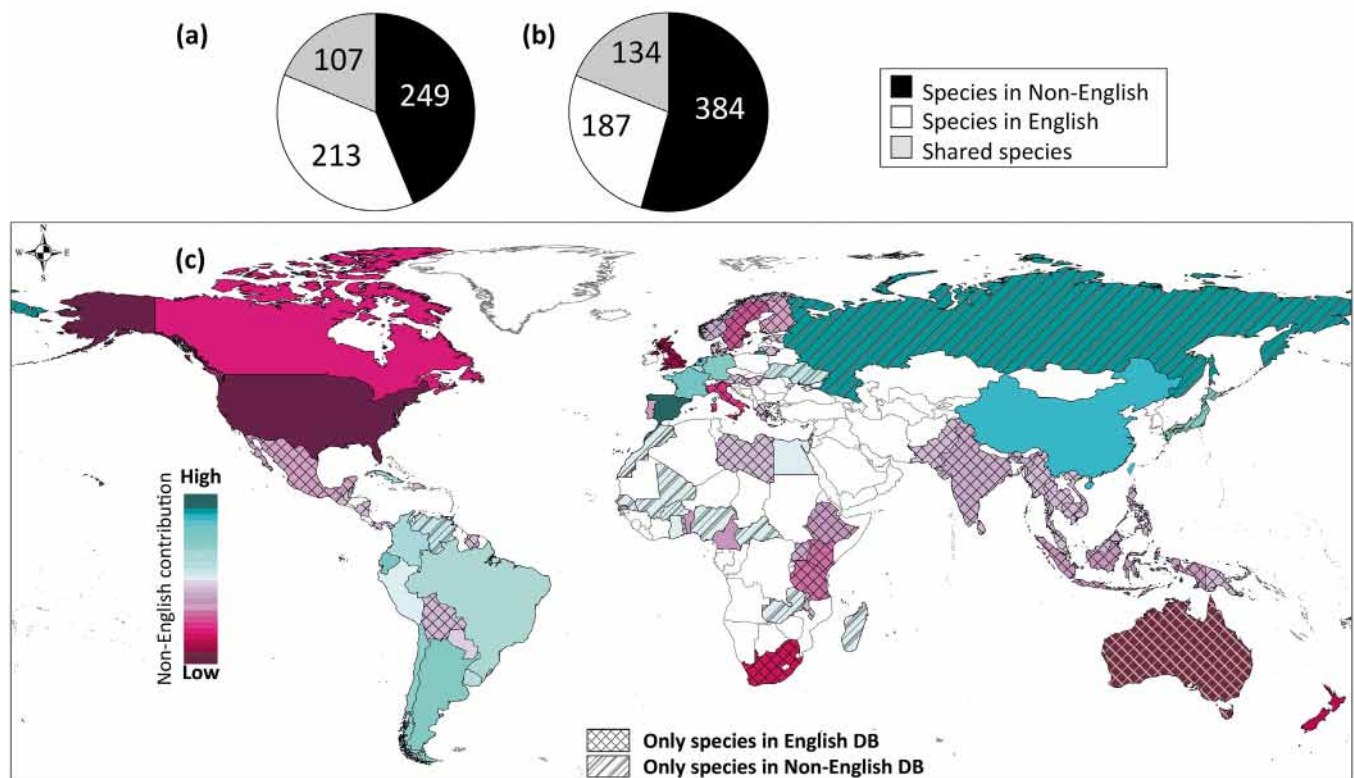 (a)
107
249
213
(b)
134
384
187
Species in Non-English
Species in English
Shared species
N
W E
S
(c)
High
Non-English contribution
Low
Only species in English DB
Only species in Non-English DB